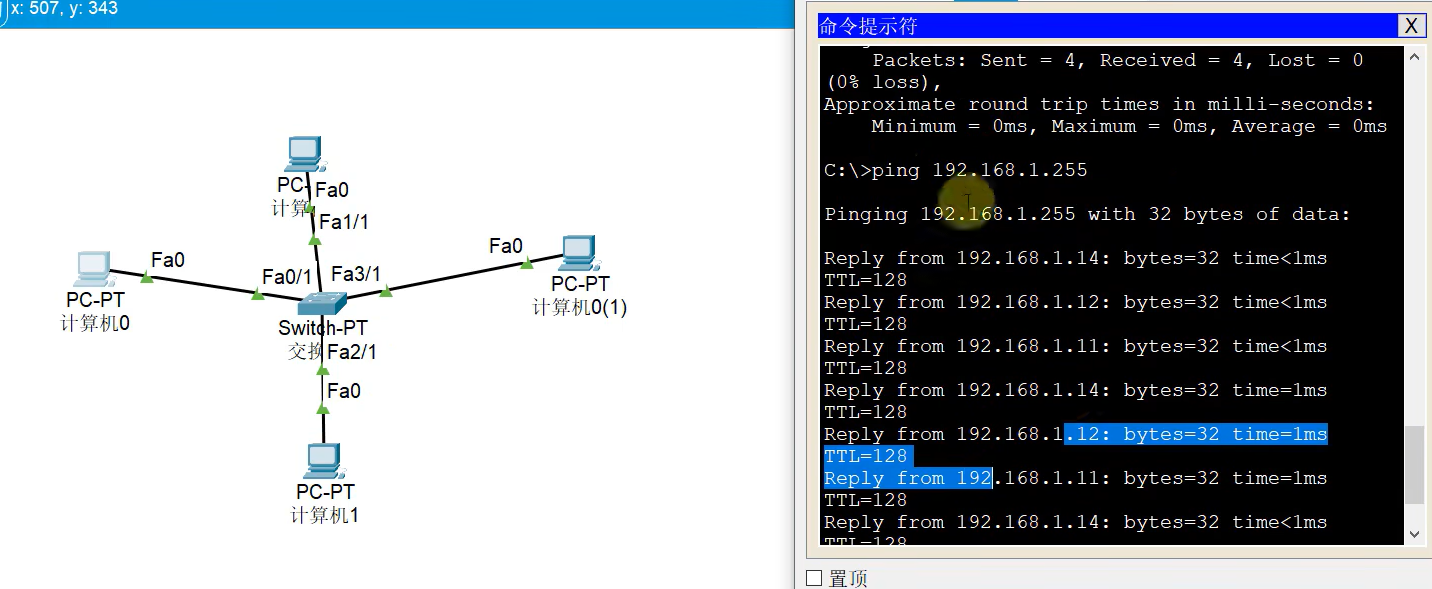 x: 507, y: 343
PC-
Fa0
计算
Fa1/1
Fa0
PC-PT
计算机0
Fa0/1
Fa3/1
Fa0
PC-PT
计算机0(1)
Switch-PT
交换
Fa2/1
Fa0
PC-PT
计算机1
命令提示符
X
Packets: Sent = 4, Received = 4, Lost = 0
(0% loss),
Approximate round trip times in milli-seconds:
Minimum = 0ms, Maximum = 0ms, Average = 0ms
C:\>ping 192.168.1.255
Pinging 192.168.1.255 with 32 bytes of data:
Reply from 192.168.1.14: bytes=32 time<1ms
TTL=128
Reply from 192.168.1.12: bytes=32 time<1ms
TTL=128
Reply from 192.168.1.11: bytes=32 time<1ms
TTL=128
Reply from 192.168.1.14: bytes=32 time=1ms
TTL=128
Reply from 192.168.1.12: bytes=32 time=1ms
TTL=128
Reply from 192.168.1.11: bytes=32 time=1ms
TTL=128
Reply from 192.168.1.14: bytes=32 time<1ms
TTL=128
置顶